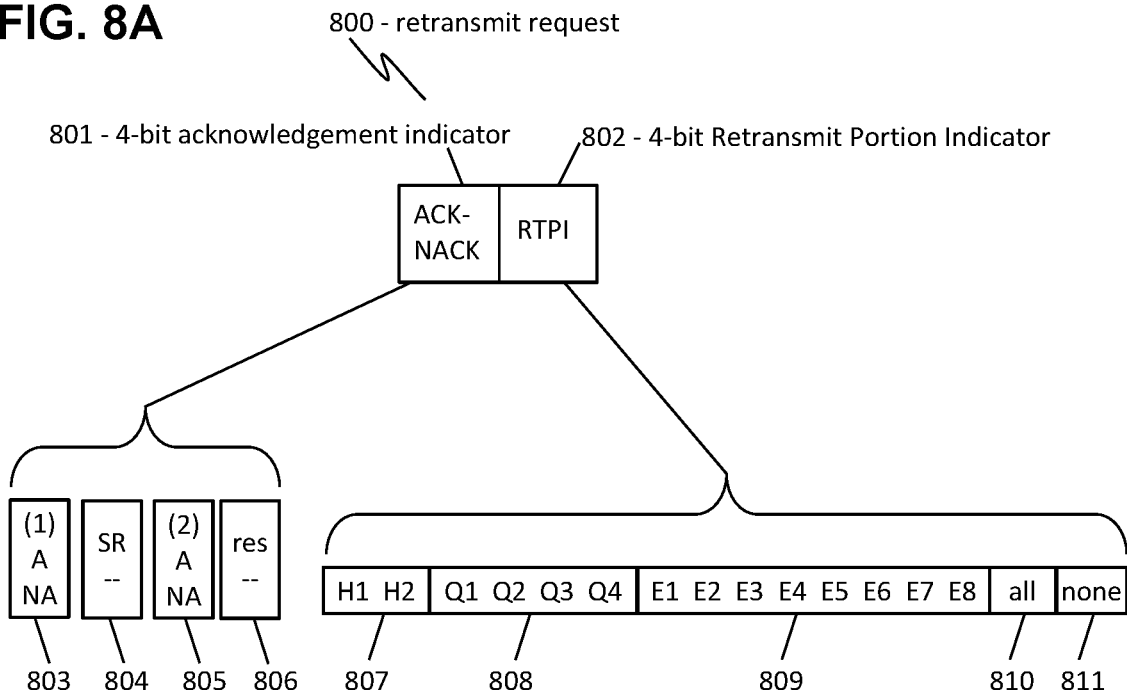 FIG. 8A
800 - retransmit request
801 - 4-bit acknowledgement indicator
802 - 4-bit Retransmit Portion Indicator
ACK-
NACK
RTPI
(1)
A
NA
SR
--
(2)
A
NA
res
--
H1 H2
Q1 Q2 Q3 Q4
E1 E2 E3 E4 E5 E6 E7 E8
all
none
803
804
805
806
807
808
809
810
811